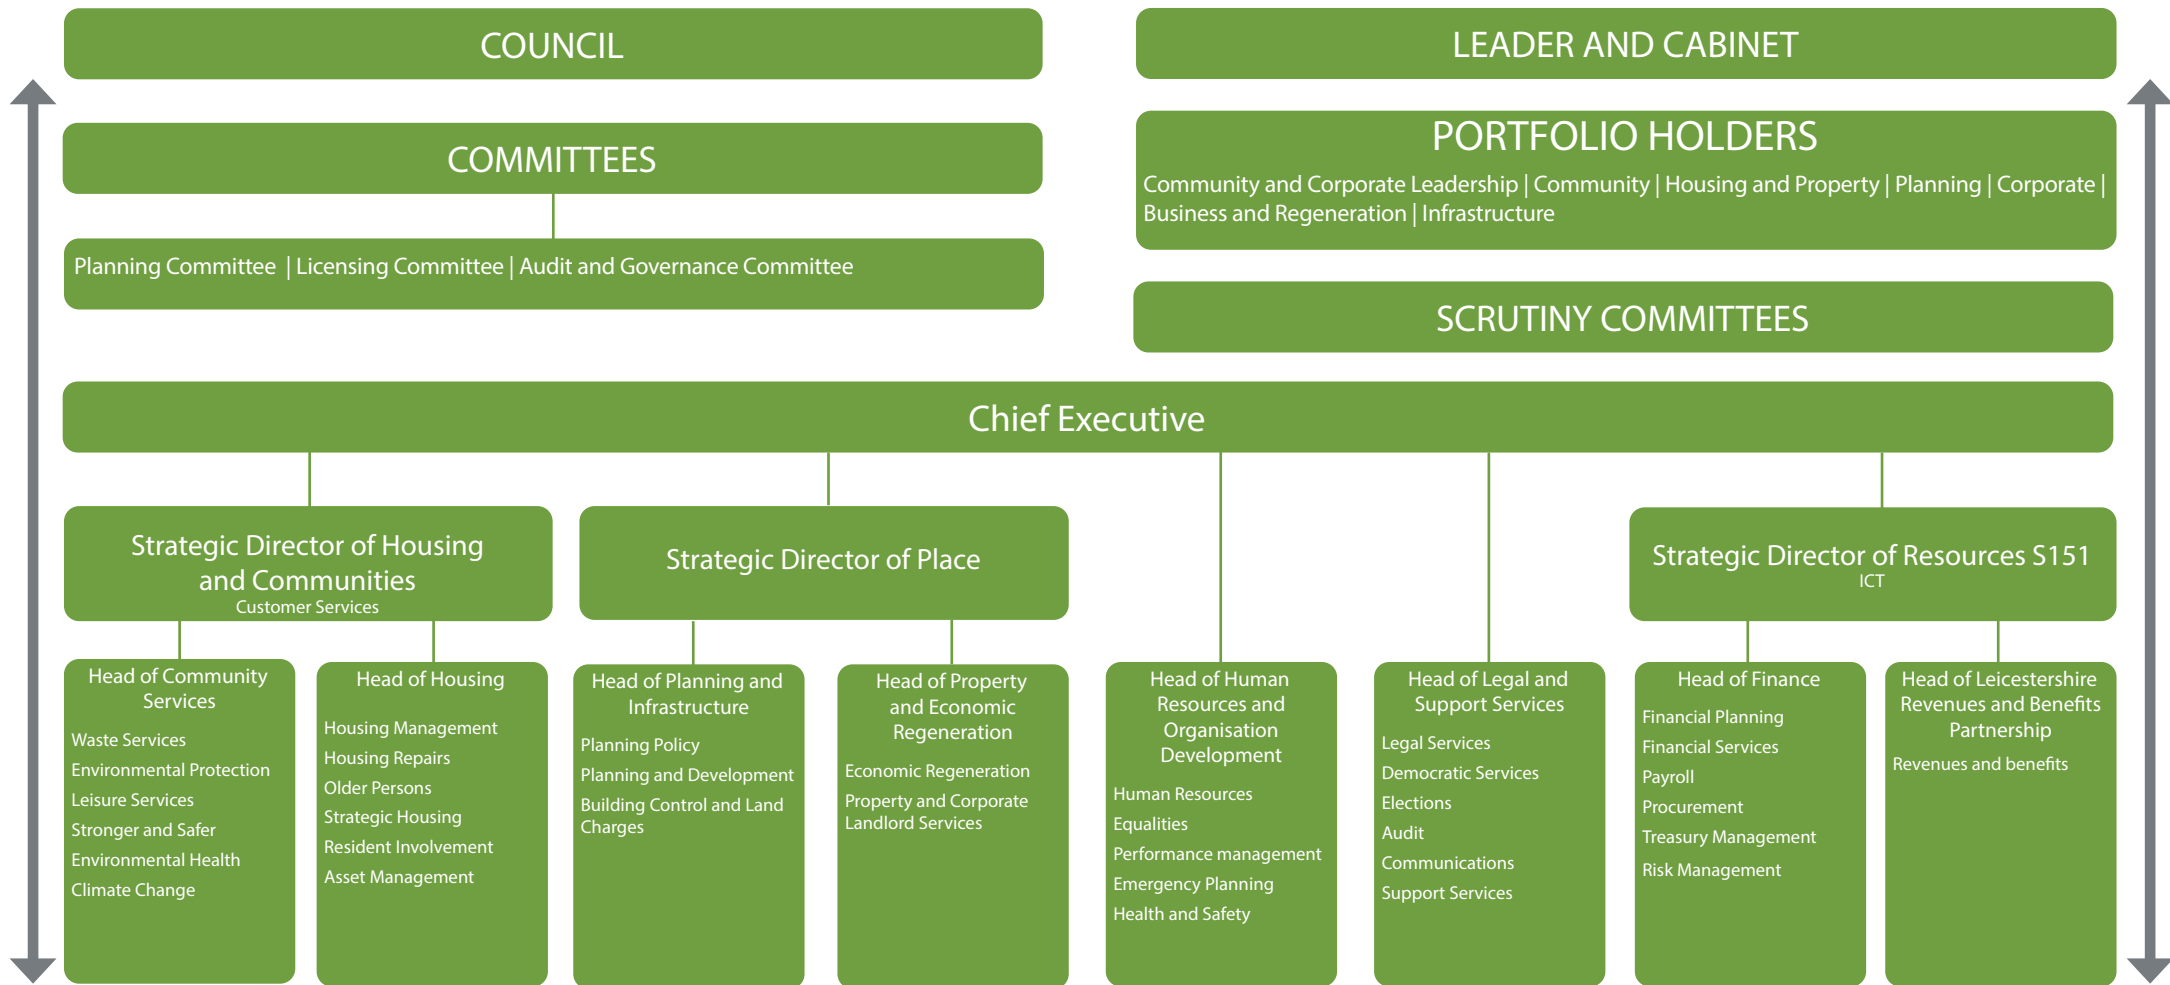 COUNCIL
LEADER AND CABINET
COMMITTEES
Planning Committee | Licensing Committee | Audit and Governance Committee
PORTFOLIO HOLDERS
Community and Corporate Leadership | Community | Housing and Property | Planning | Corporate |
Business and Regeneration | Infrastructure
SCRUTINY COMMITTEES
Chief Executive
Strategic Director of Housing
and Communities
Customer Services
Strategic Director of Place
Strategic Director of Resources S151
ICT
Head of Community
Services
Waste Services
Environmental Protection
Leisure Services
Stronger and Safer
Environmental Health
Climate Change
Head of Housing
Housing Management
Housing Repairs
Older Persons
Strategic Housing
Resident Involvement
Asset Management
Head of Planning and
Infrastructure
Planning Policy
Planning and Development
Building Control and Land
Charges
Head of Property
and Economic
Regeneration
Economic Regeneration
Property and Corporate
Landlord Services
Head of Human
Resources and
Organisation
Development
Human Resources
Equalities
Performance management
Emergency Planning
Health and Safety
Head of Legal and
Support Services
Legal Services
Democratic Services
Elections
Audit
Communications
Support Services
Head of Finance
Financial Planning
Financial Services
Payroll
Procurement
Treasury Management
Risk Management
Head of Leicestershire
Revenues and Benefits
Partnership
Revenues and benefits